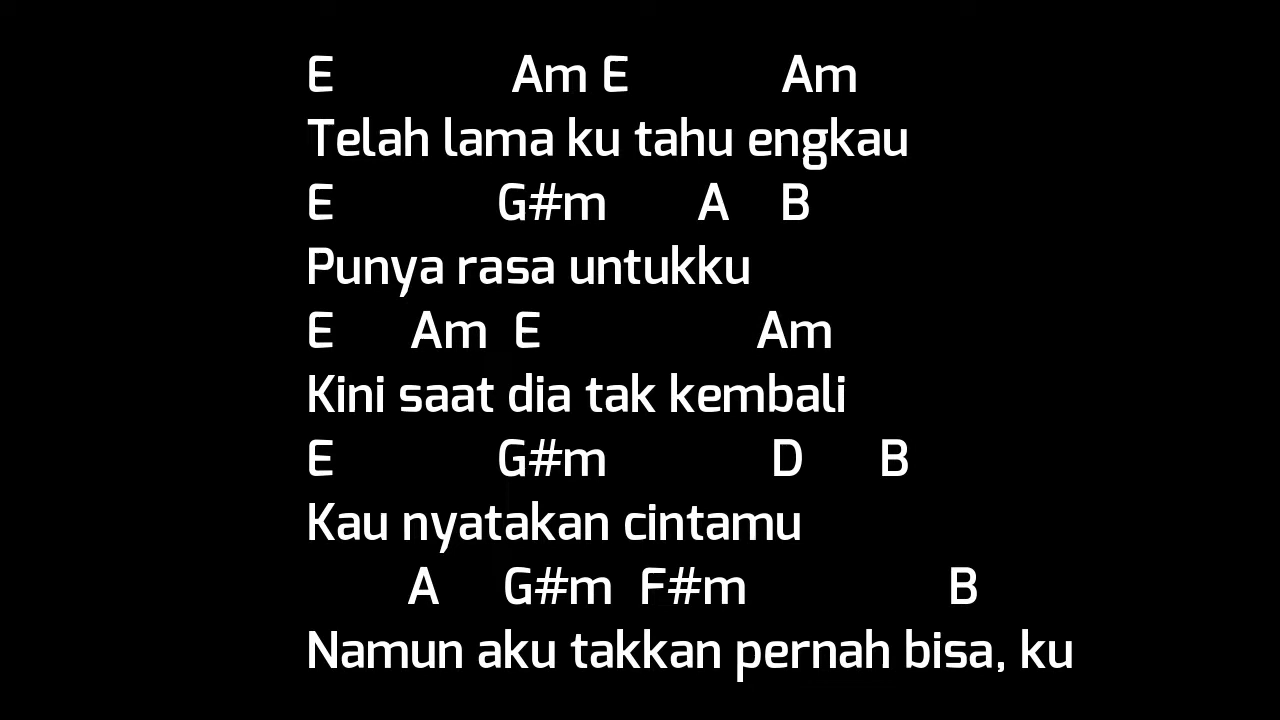 E Am E Am
Telah lama ku tahu engkau
E G#m A B
Punya rasa untukku
E Am E Am
Kini saat dia tak kembali
E G#m D B
Kau nyatakan cintamu
A G#m F#m B
Namun aku takkan pernah bisa, ku